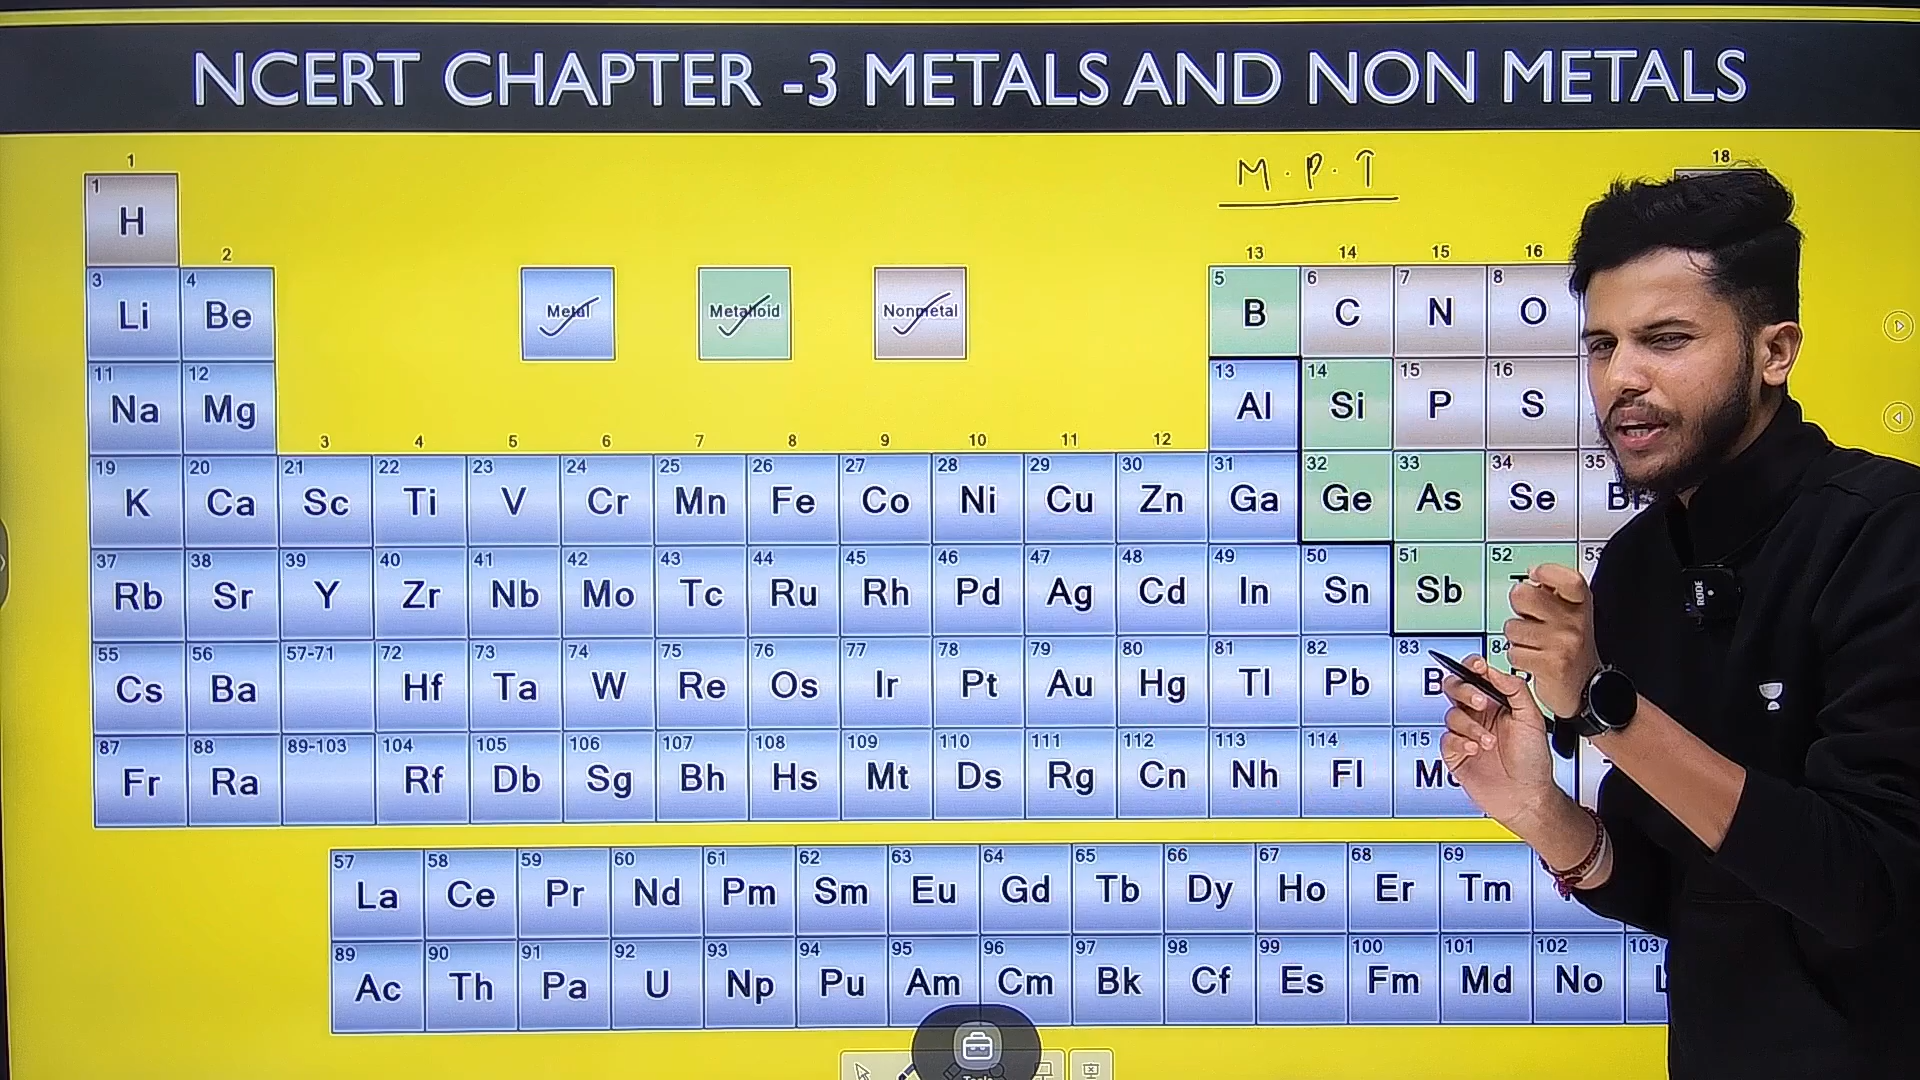 NCERT CHAPTER -3 METALS AND NON METALS
M.P.↑
1 18
1 H
2 13 14 15 16
3 Li 4 Be Metal Metalloid Nonmetal 5 B 6 C 7 N 8 O
11 Na 12 Mg 13 Al 14 Si 15 P 16 S
3 4 5 6 7 8 9 10 11 12
19 K 20 Ca 21 Sc 22 Ti 23 V 24 Cr 25 Mn 26 Fe 27 Co 28 Ni 29 Cu 30 Zn 31 Ga 32 Ge 33 As 34 Se 35 Br
37 Rb 38 Sr 39 Y 40 Zr 41 Nb 42 Mo 43 Tc 44 Ru 45 Rh 46 Pd 47 Ag 48 Cd 49 In 50 Sn 51 Sb 52
55 Cs 56 Ba 57-71 72 Hf 73 Ta 74 W 75 Re 76 Os 77 Ir 78 Pt 79 Au 80 Hg 81 Tl 82 Pb 83 84
87 Fr 88 Ra 89-103 104 Rf 105 Db 106 Sg 107 Bh 108 Hs 109 Mt 110 Ds 111 Rg 112 Cn 113 Nh 114 Fl 115 Mc
57 La 58 Ce 59 Pr 60 Nd 61 Pm 62 Sm 63 Eu 64 Gd 65 Tb 66 Dy 67 Ho 68 Er 69 Tm
89 Ac 90 Th 91 Pa 92 U 93 Np 94 Pu 95 Am 96 Cm 97 Bk 98 Cf 99 Es 100 Fm 101 Md 102 No 103
RODE